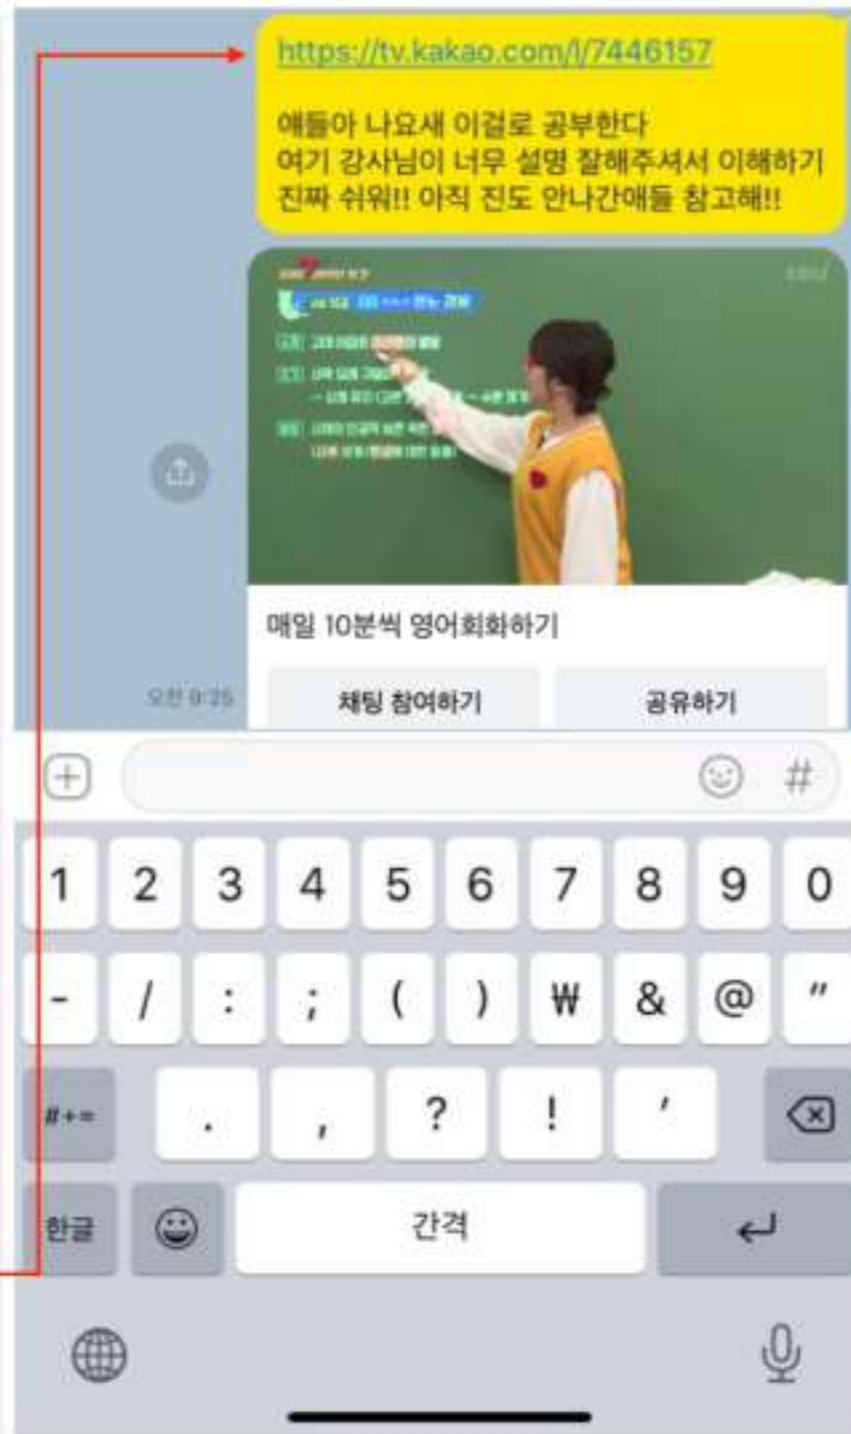 https://tv.kakao.com/l/7446157
애들아 나요새 이걸로 공부한다
여기 강사님이 너무 설명 잘해주셔서 이해하기
진짜 쉬워!! 아직 진도 안나간애들 참고해!!
매일 10분씩 영어회화하기
오전 9:25
채팅 참여하기
공유하기
#
1 2 3 4 5 6 7 8 9 0
- / : ; ( ) ₩ & @ "
#+= . , ? ! '
한글 간격